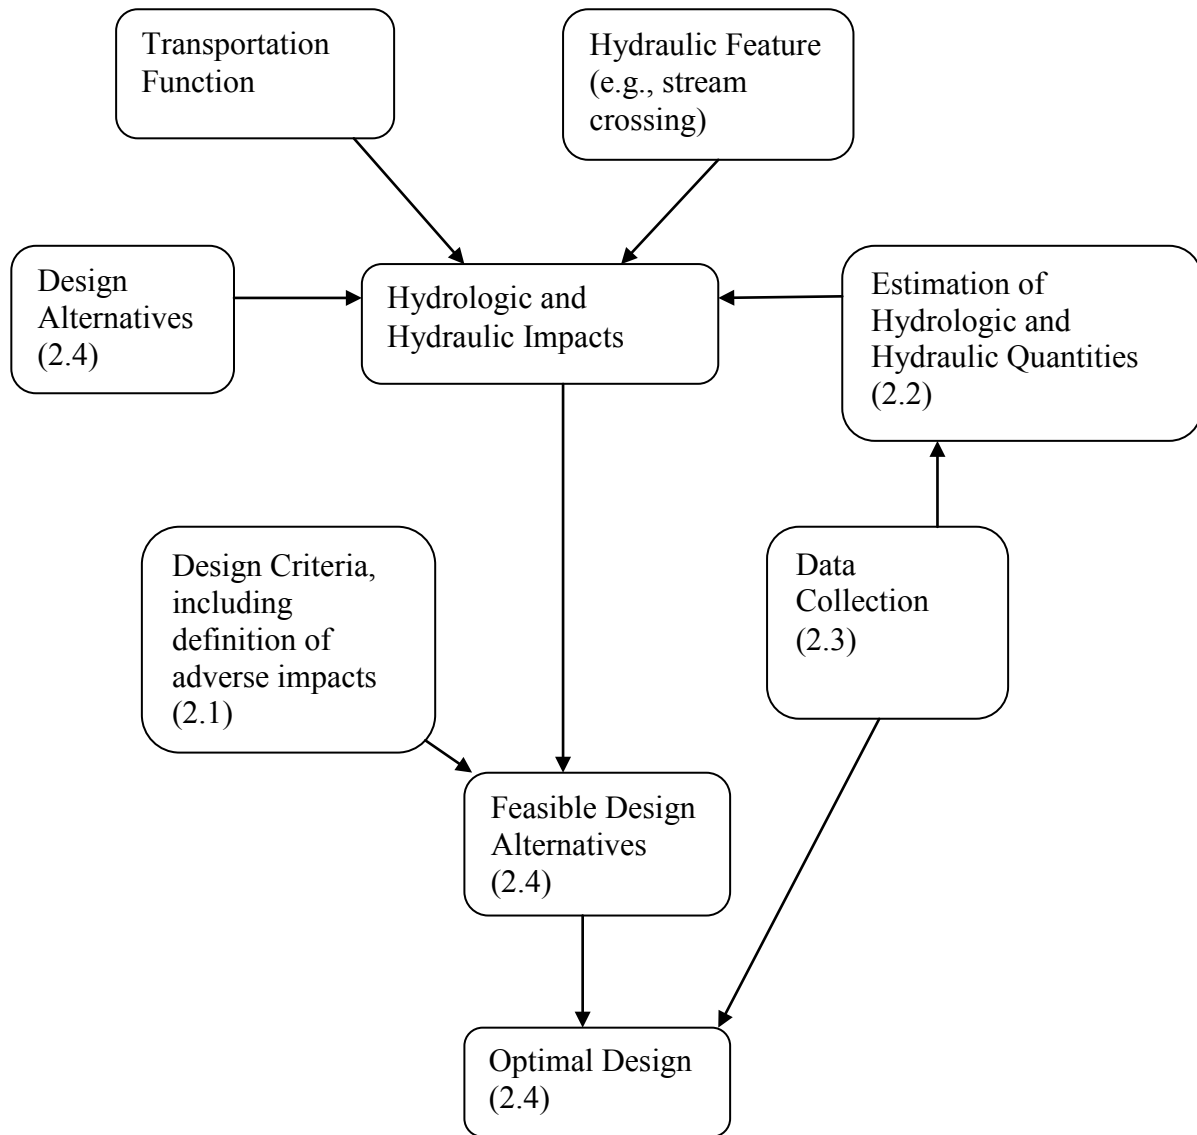 Transportation
Function
Hydraulic Feature
(e.g., stream
crossing)
Design
Alternatives
(2.4)
Hydrologic and
Hydraulic Impacts
Estimation of
Hydrologic and
Hydraulic Quantities
(2.2)
Design Criteria,
including
definition of
adverse impacts
(2.1)
Data
Collection
(2.3)
Feasible Design
Alternatives
(2.4)
Optimal Design
(2.4)